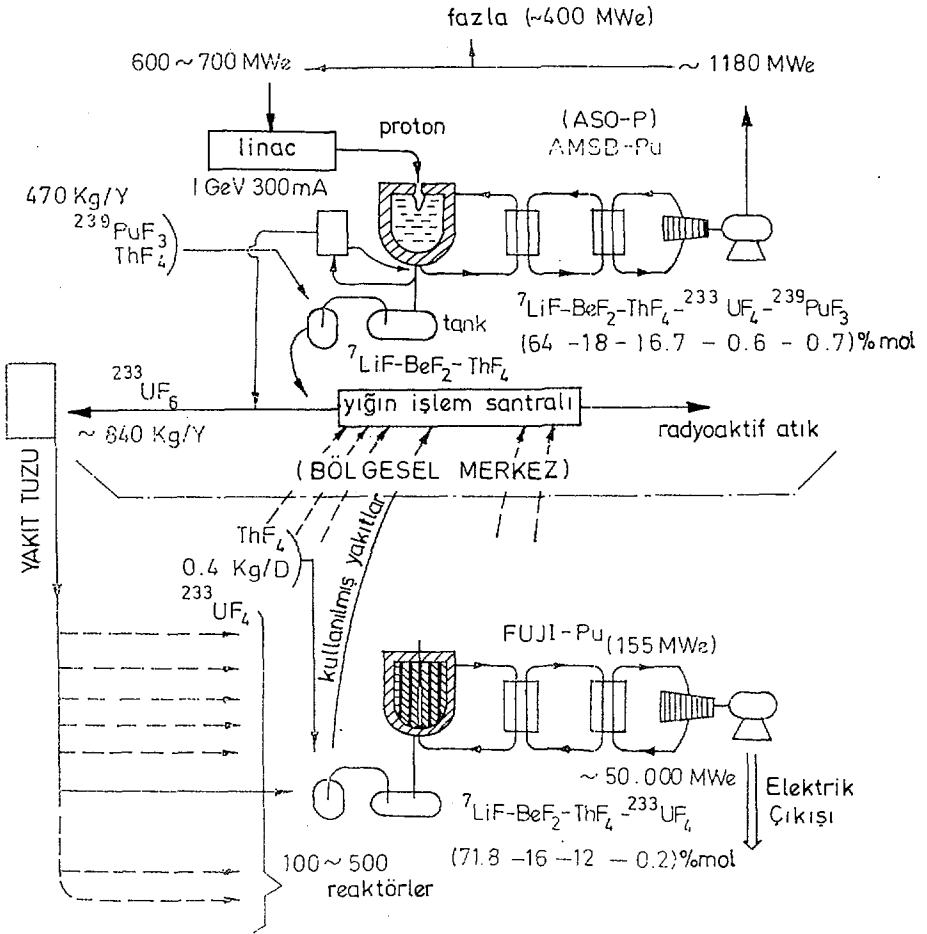 fazla (~400 MWe)
600 ~ 700 MWe
~ 1180 MWe
(ASO-P)
AMSB-Pu
proton
linac
1 GeV 300mA
470 Kg/Y
²³⁹PuF₃
ThF₄
tank
⁷LiF-BeF₂-ThF₄-²³³UF₄-²³⁹PuF₃
(64 -18 - 16.7 - 0.6 - 0.7)% mol
⁷LiF-BeF₂-ThF₄
²³³UF₆
~ 840 Kg/Y
yığın işlem santralı
radyoaktif atık
(BÖLGESEL MERKEZ)
YAKIT TUZU
ThF₄
0.4 Kg/D
²³³UF₄
kullanılmış yakıtlar
FUJI-Pu (155 MWe)
~ 50.000 MWe
Elektrik
Çıkışı
⁷LiF-BeF₂-ThF₄-²³³UF₄
(71.8 -16 -12 - 0.2)%mol
100 ~ 500
reaktörler